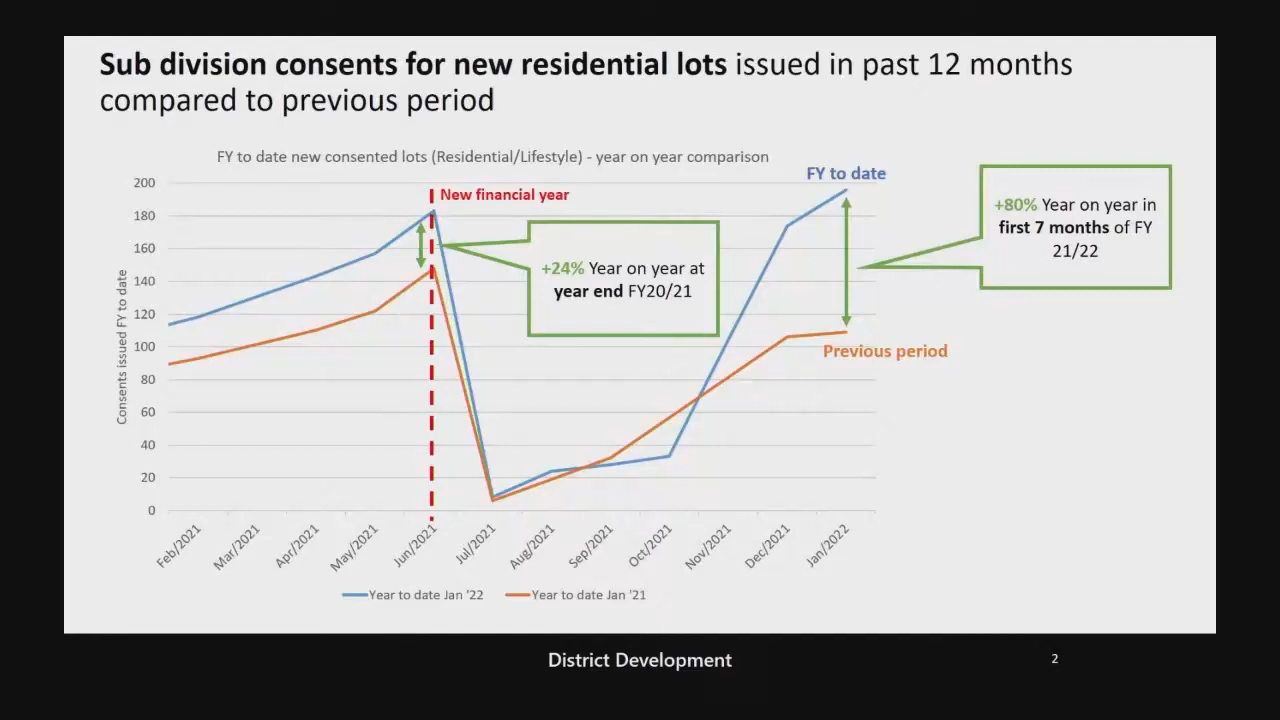 Sub division consents for new residential lots issued in past 12 months
compared to previous period
FY to date new consented lots (Residential/Lifestyle) - year on year comparison
Consents issued FY to date
200
180
160
140
120
100
80
60
40
20
0
New financial year
FY to date
+24% Year on year at
year end FY20/21
+80% Year on year in
first 7 months of FY
21/22
Previous period
Feb/2021
Mar/2021
Apr/2021
May/2021
Jun/2021
Jul/2021
Aug/2021
Sep/2021
Oct/2021
Nov/2021
Dec/2021
Jan/2022
Year to date Jan '22
Year to date Jan '21
District Development
2